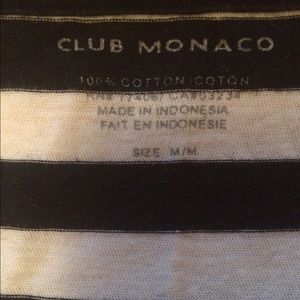 CLUB MONACO
100% COTTON/COTON
MADE IN INDONESIA
FAIT EN INDONESIE
SIZE M/M